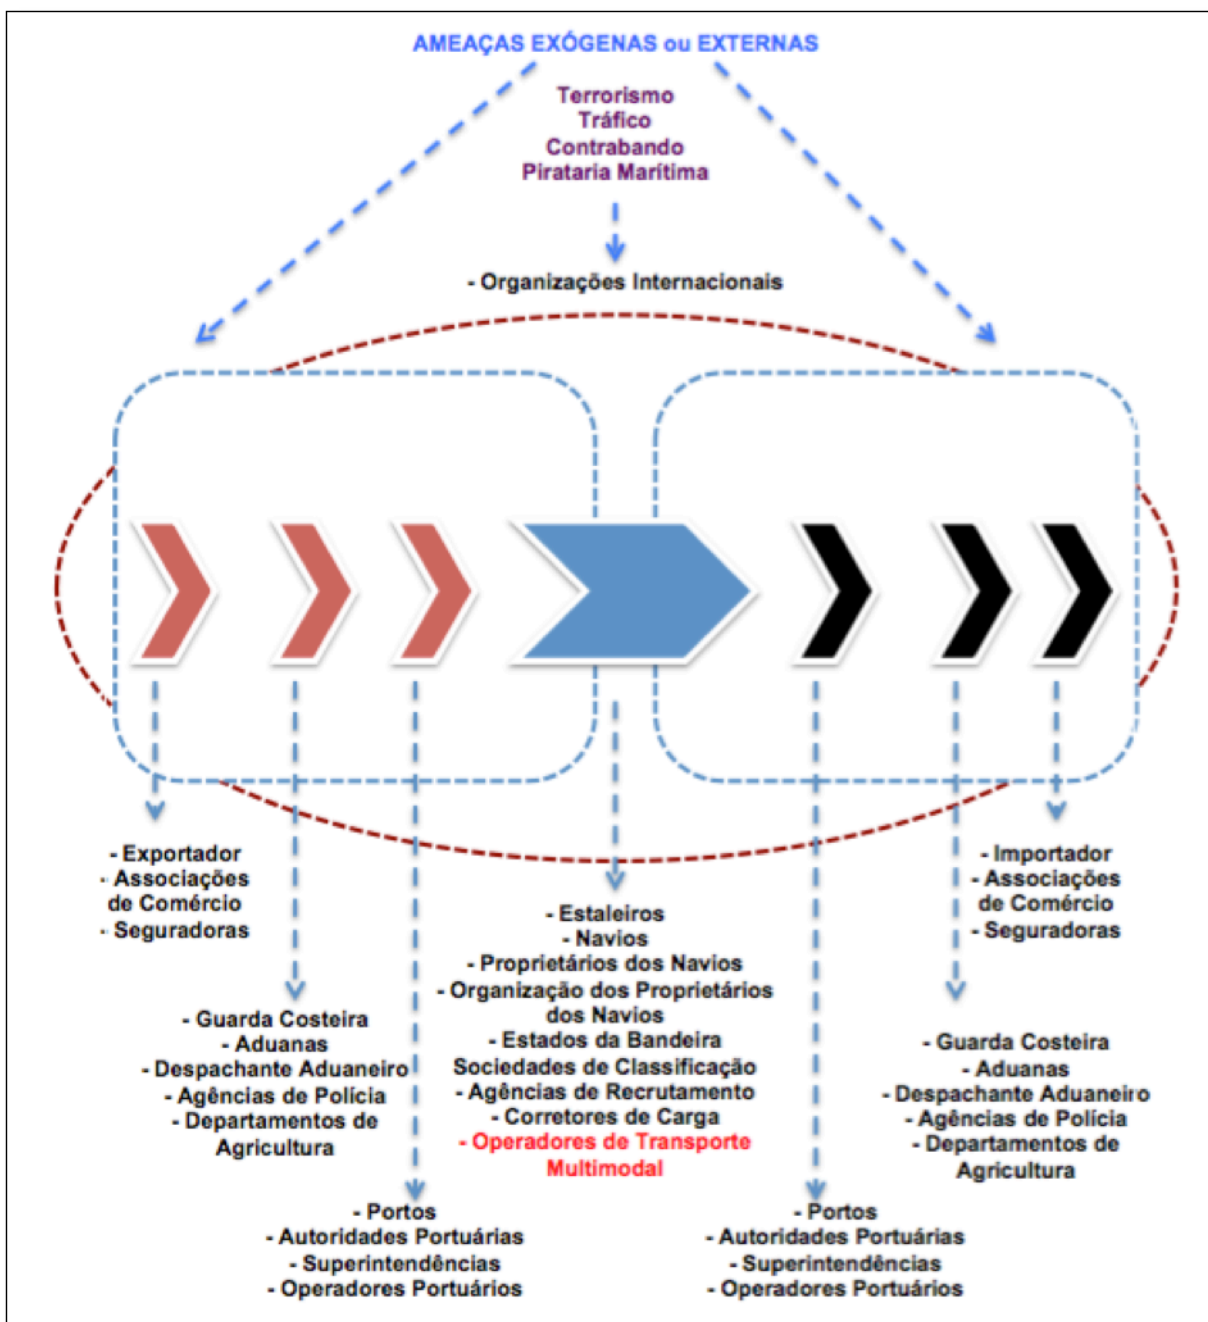 AMEAÇAS EXÓGENAS ou EXTERNAS
Terrorismo
Tráfico
Contrabando
Pirataria Marítima
- Organizações Internacionais
- Exportador
- Associações
de Comércio
- Seguradoras
- Importador
- Associações
de Comércio
- Seguradoras
- Estaleiros
- Navios
- Proprietários dos Navios
- Organização dos Proprietários
dos Navios
- Estados da Bandeira
Sociedades de Classificação
- Agências de Recrutamento
- Corretores de Carga
- Operadores de Transporte
Multimodal
- Guarda Costeira
- Aduanas
- Despachante Aduaneiro
- Agências de Polícia
- Departamentos de
Agricultura
- Guarda Costeira
- Aduanas
- Despachante Aduaneiro
- Agências de Polícia
- Departamentos de
Agricultura
- Portos
- Autoridades Portuárias
- Superintendências
- Operadores Portuários
- Portos
- Autoridades Portuárias
- Superintendências
- Operadores Portuários